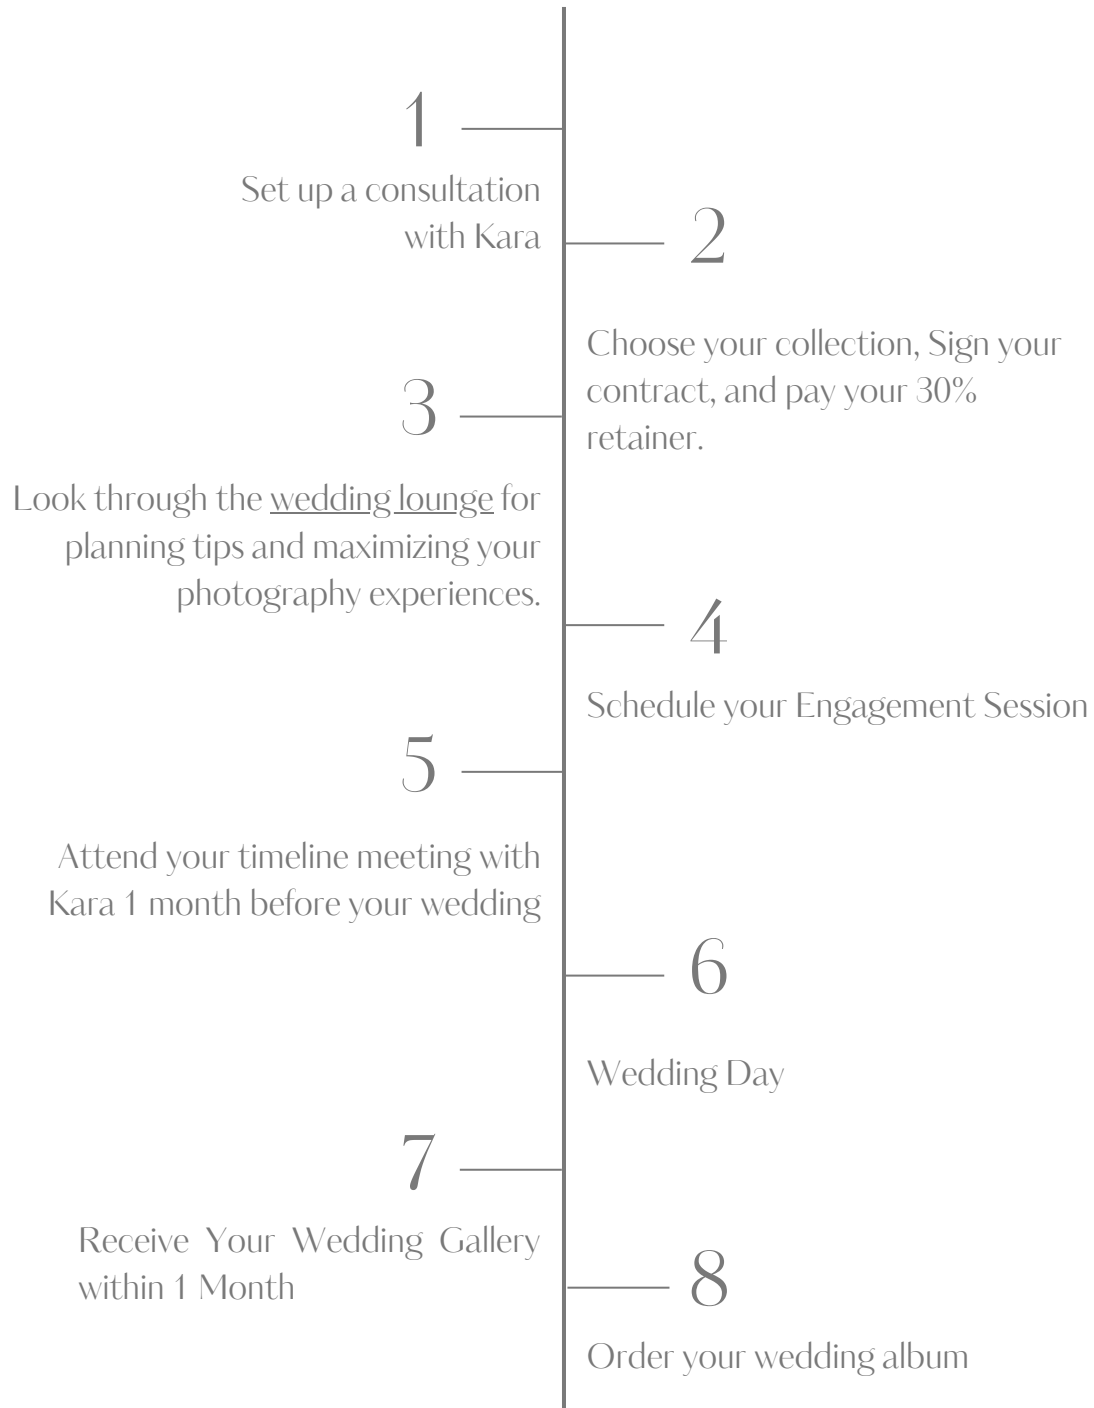 1
Set up a consultation
with Kara
2
Choose your collection, Sign your
contract, and pay your 30%
retainer.
3
Look through the wedding lounge for
planning tips and maximizing your
photography experiences.
4
Schedule your Engagement Session
5
Attend your timeline meeting with
Kara 1 month before your wedding
6
Wedding Day
7
Receive Your Wedding Gallery
within 1 Month
8
Order your wedding album